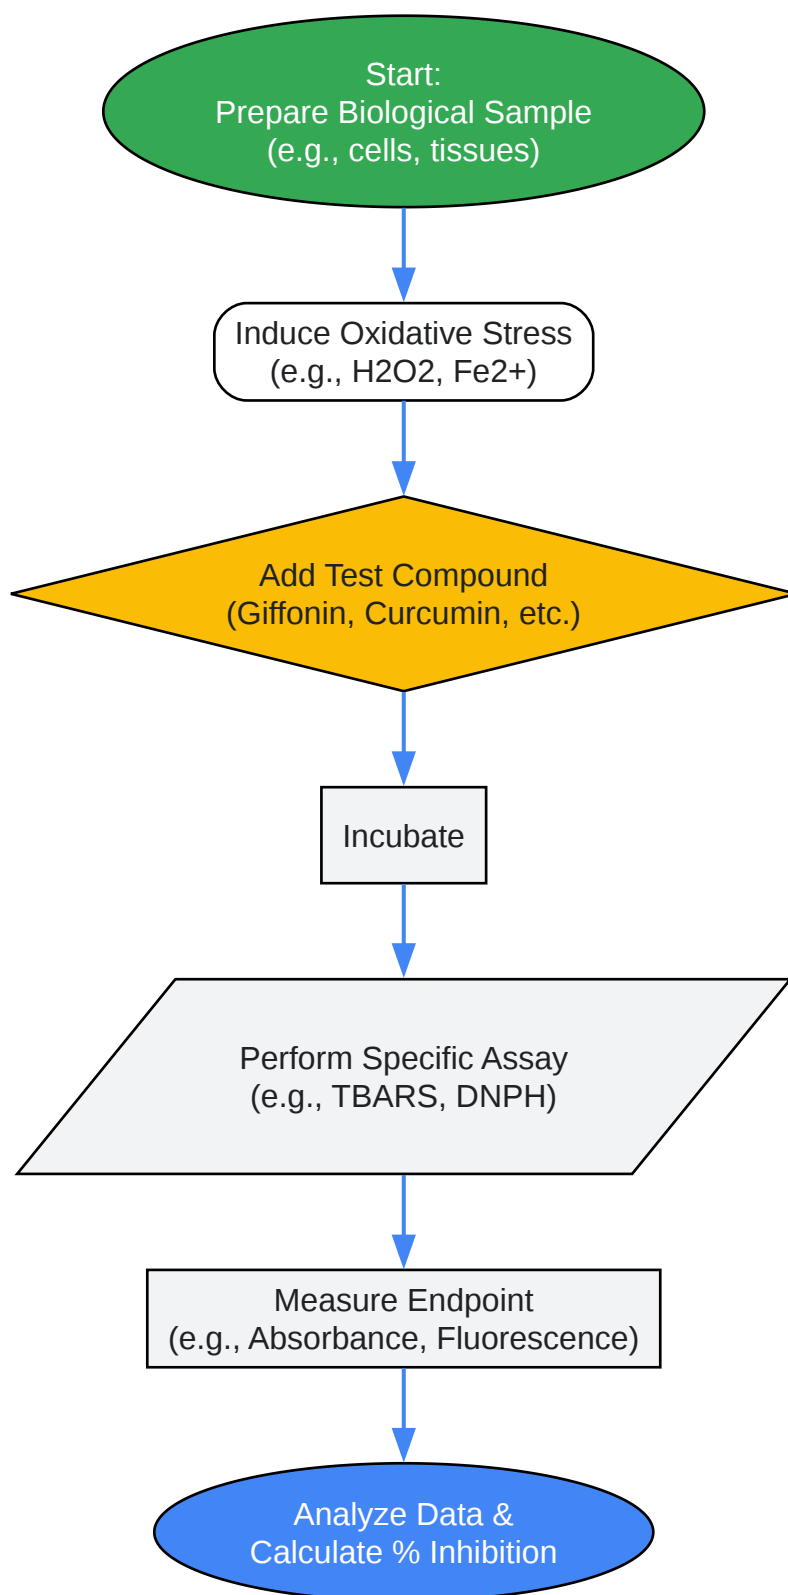 Start:
Prepare Biological Sample
(e.g., cells, tissues)
Induce Oxidative Stress
(e.g., H2O2, Fe2+)
Add Test Compound
(Giffonin, Curcumin, etc.)
Incubate
Perform Specific Assay
(e.g., TBARS, DNPH)
Measure Endpoint
(e.g., Absorbance, Fluorescence)
Analyze Data &
Calculate % Inhibition